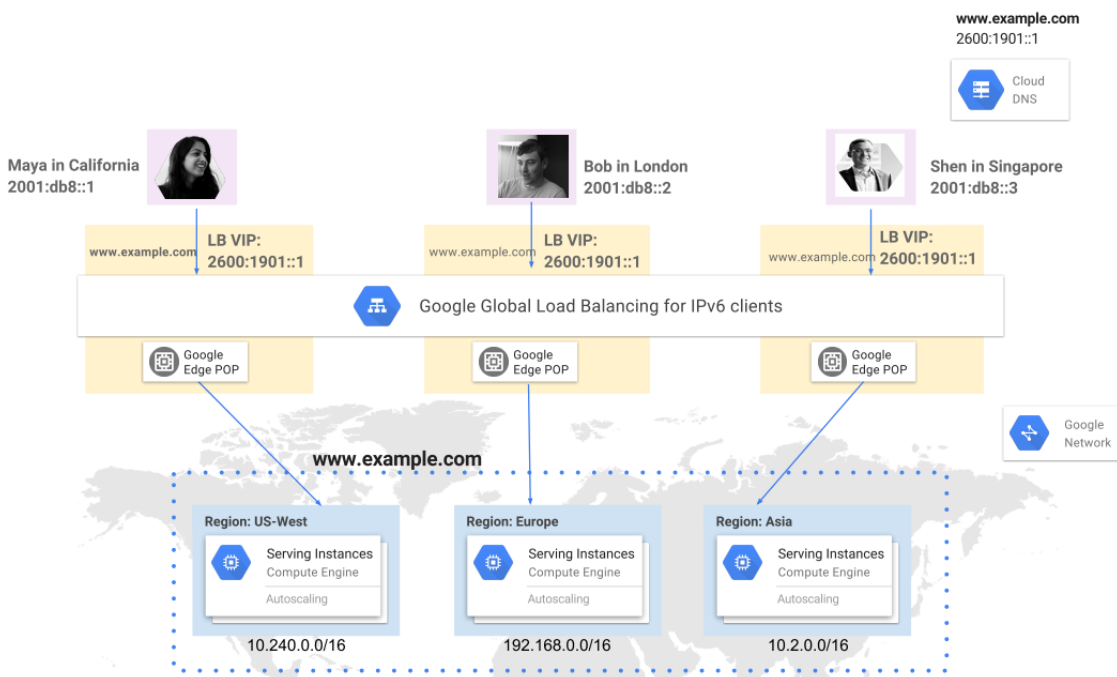 www.example.com
2600:1901::1
Cloud
DNS
Maya in California
2001:db8::1
Bob in London
2001:db8::2
Shen in Singapore
2001:db8::3
www.example.com
LB VIP:
2600:1901::1
www.example.com
LB VIP:
2600:1901::1
www.example.com
LB VIP:
2600:1901::1
Google Global Load Balancing for IPv6 clients
Google
Edge POP
Google
Edge POP
Google
Edge POP
Google
Network
www.example.com
Region: US-West
Serving Instances
Compute Engine
Autoscaling
10.240.0.0/16
Region: Europe
Serving Instances
Compute Engine
Autoscaling
192.168.0.0/16
Region: Asia
Serving Instances
Compute Engine
Autoscaling
10.2.0.0/16